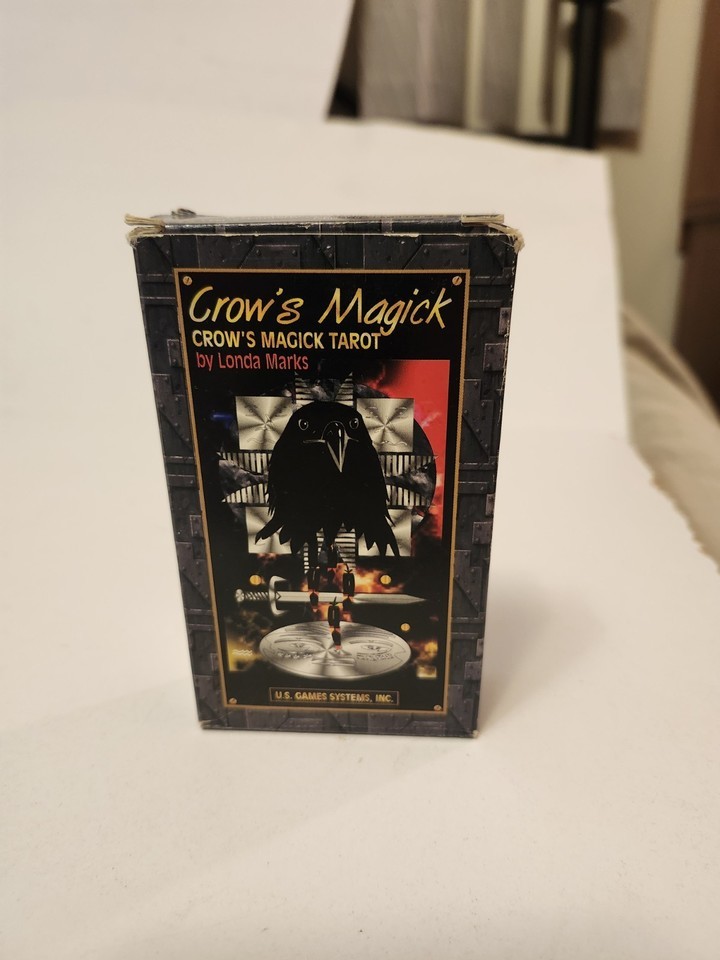 Crow's Magick
CROW'S MAGICK TAROT
by Londa Marks
U.S. GAMES SYSTEMS, INC.